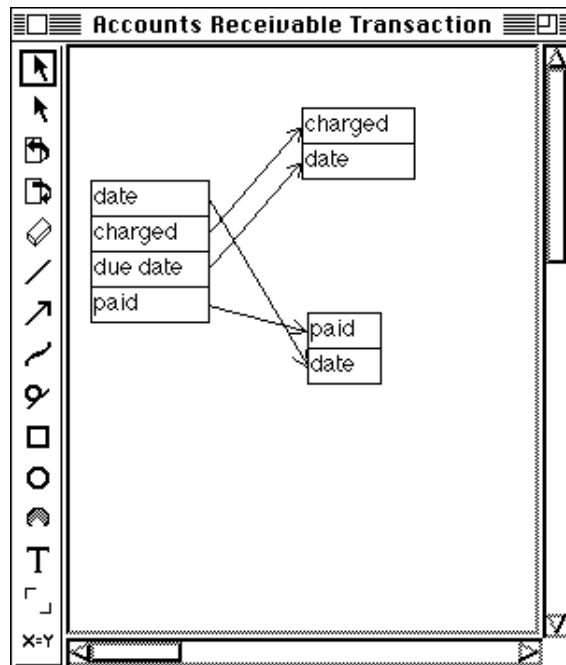 Accounts Receivable Transaction
charged
date
date
charged
due date
paid
paid
date
T
X=Y